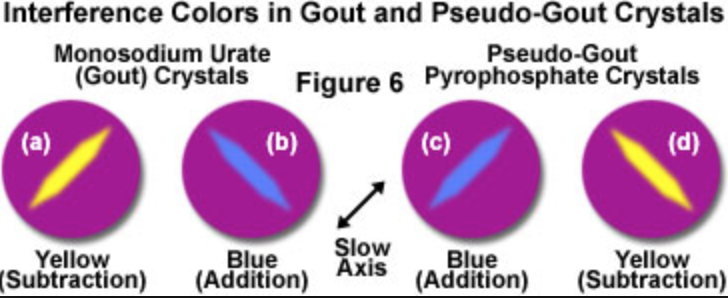 Interference Colors in Gout and Pseudo-Gout Crystals
Monosodium Urate
(Gout) Crystals
Figure 6
Pseudo-Gout
Pyrophosphate Crystals
(a)
(b)
(c)
(d)
Slow
Axis
Yellow
(Subtraction)
Blue
(Addition)
Blue
(Addition)
Yellow
(Subtraction)